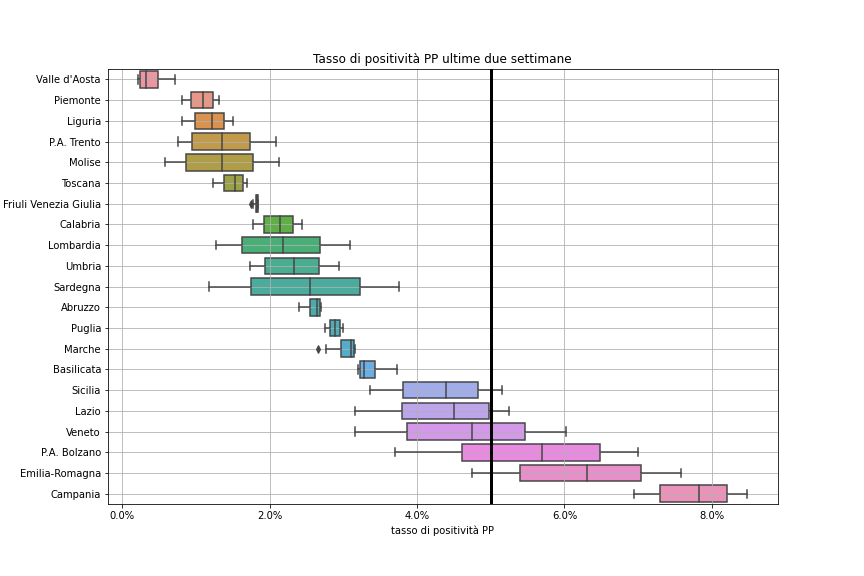 Tasso di positività PP ultime due settimane
Valle d'Aosta
Piemonte
Liguria
P.A. Trento
Molise
Toscana
Friuli Venezia Giulia
Calabria
Lombardia
Umbria
Sardegna
Abruzzo
Puglia
Marche
Basilicata
Sicilia
Lazio
Veneto
P.A. Bolzano
Emilia-Romagna
Campania
0.0% 2.0% 4.0% 6.0% 8.0%
tasso di positività PP